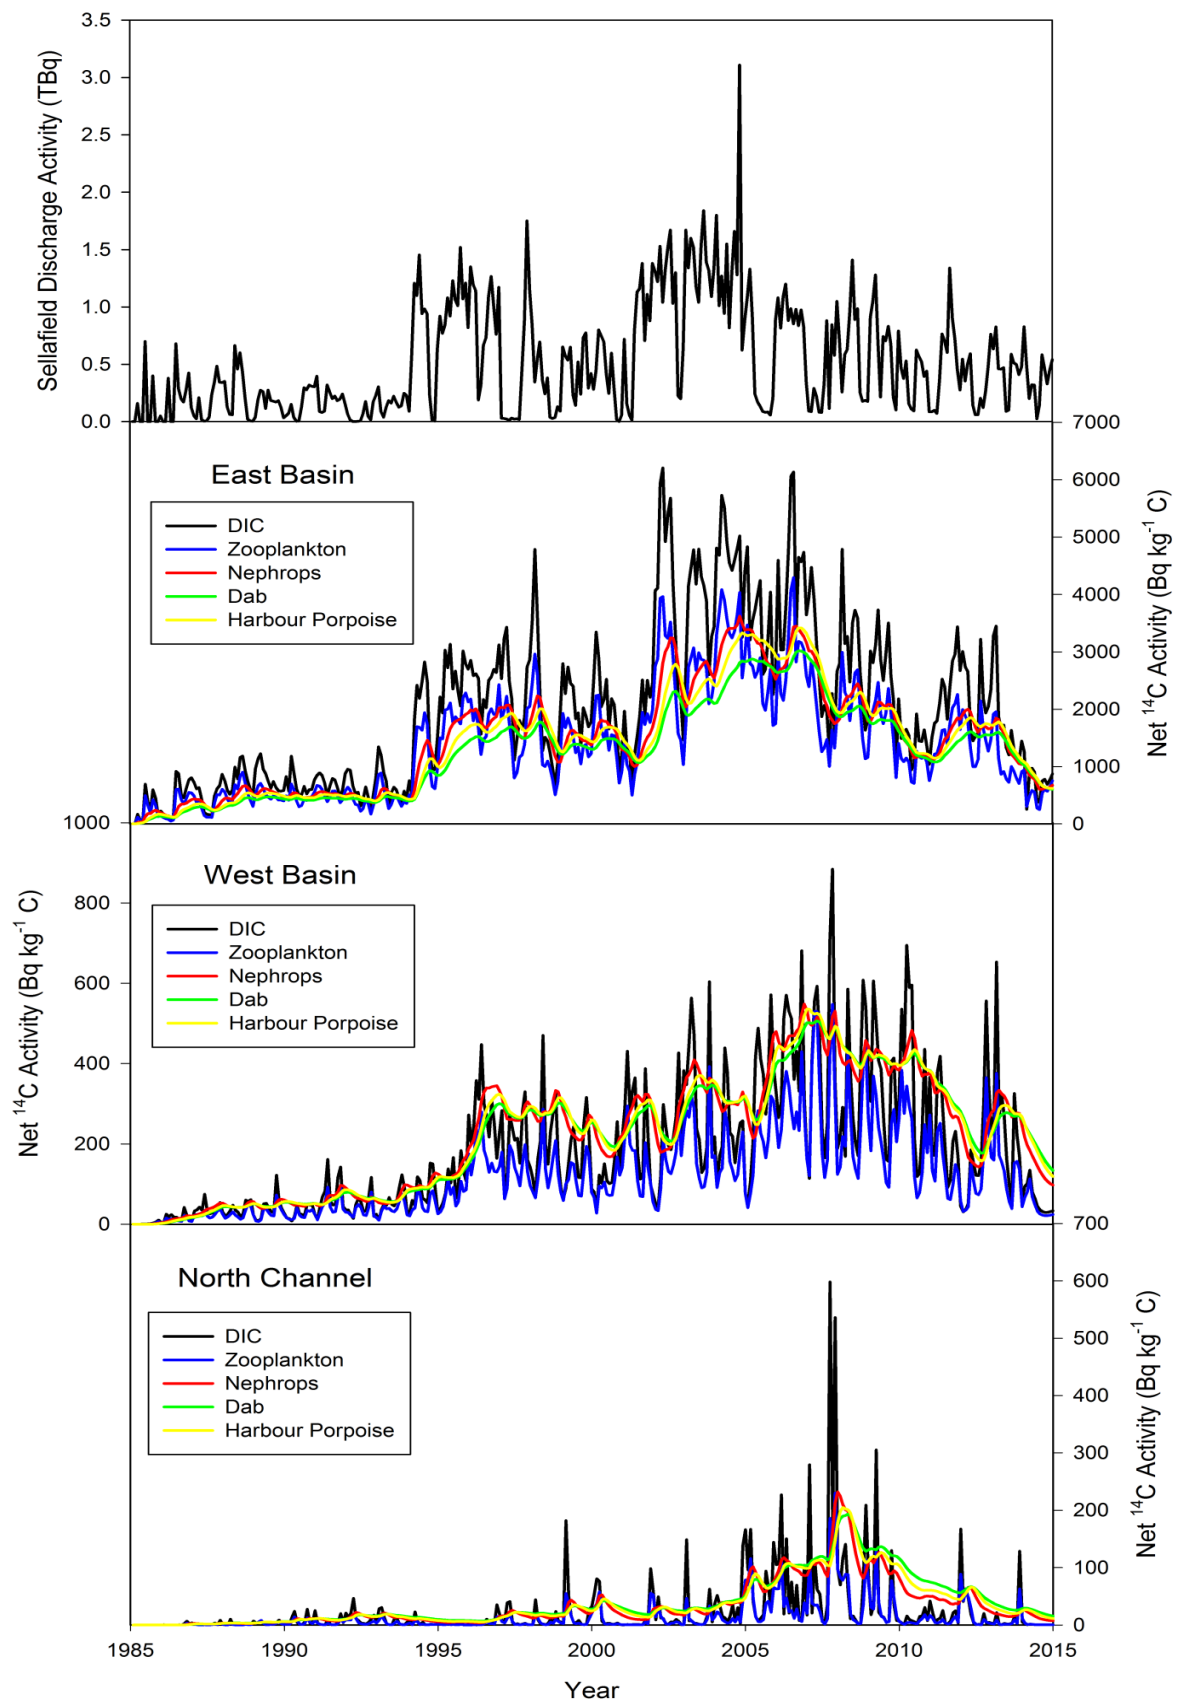 3.5
3.0
2.5
2.0
1.5
1.0
0.5
0.0
Sellafield Discharge Activity (TBq)
East Basin
DIC
Zooplankton
Nephrops
Dab
Harbour Porpoise
7000
6000
5000
4000
3000
2000
1000
0
Net ¹⁴C Activity (Bq kg⁻¹ C)
1000
800
600
400
200
0
Net ¹⁴C Activity (Bq kg⁻¹ C)
West Basin
DIC
Zooplankton
Nephrops
Dab
Harbour Porpoise
North Channel
DIC
Zooplankton
Nephrops
Dab
Harbour Porpoise
700
600
500
400
300
200
100
0
Net ¹⁴C Activity (Bq kg⁻¹ C)
1985 1990 1995 2000 2005 2010 2015
Year